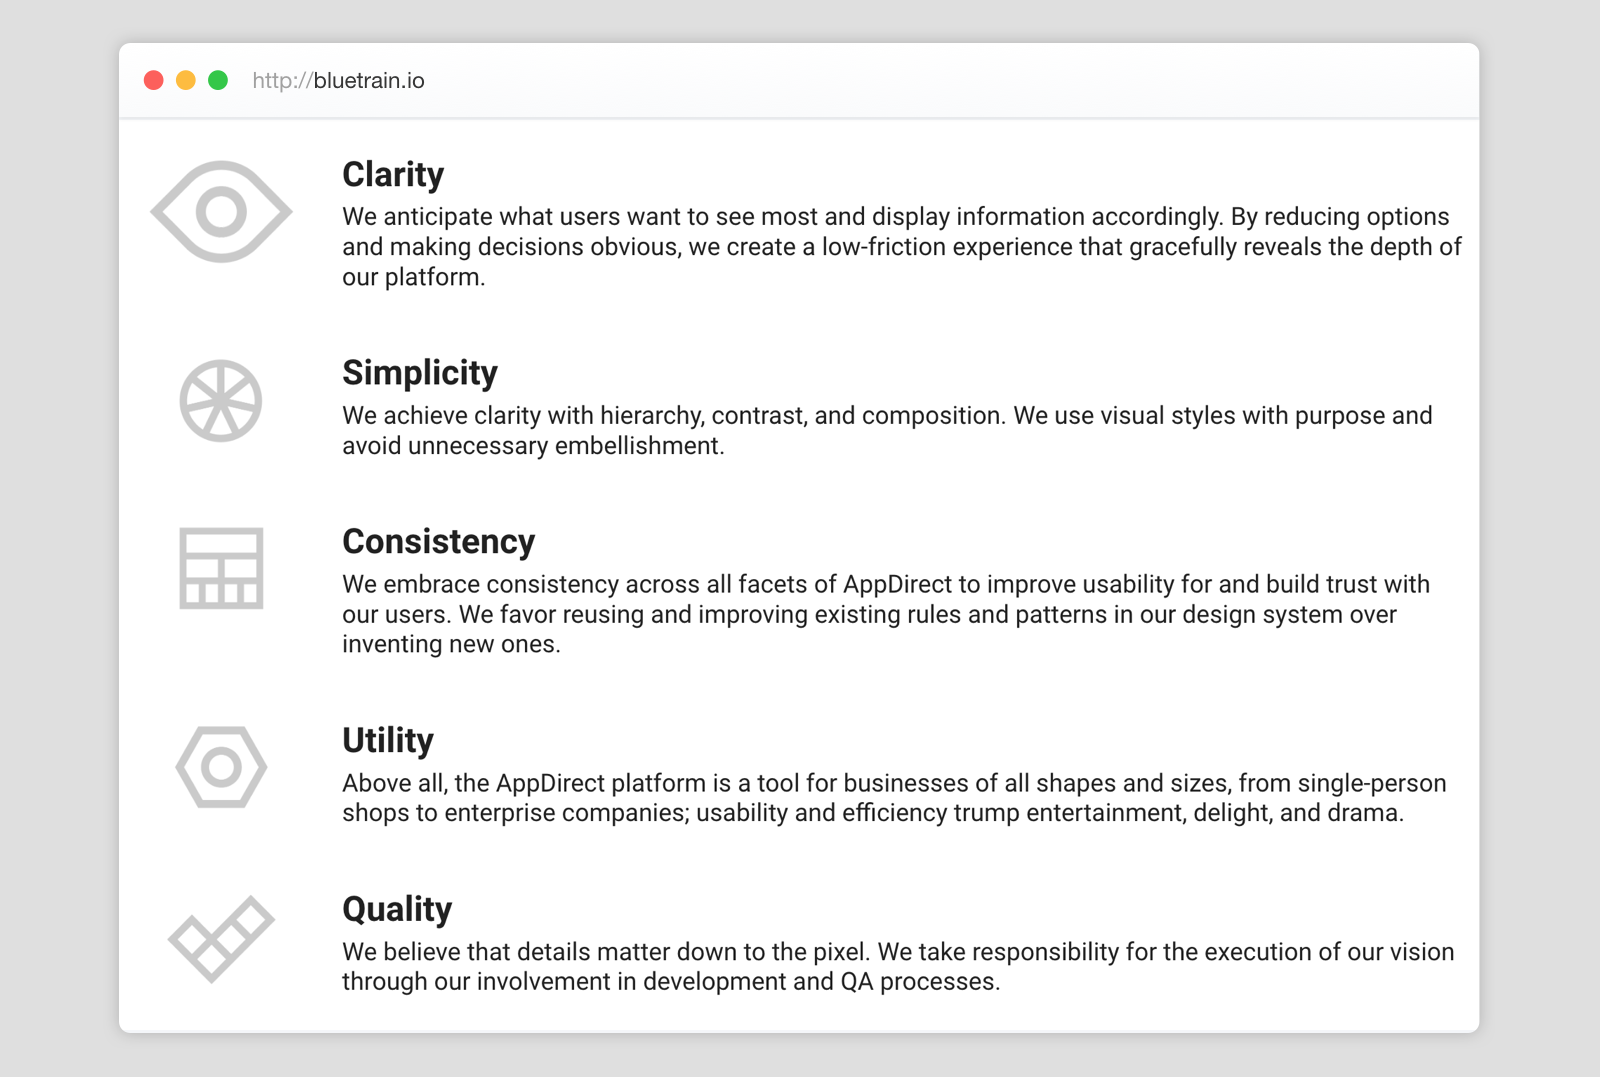 http://bluetrain.io
Clarity
We anticipate what users want to see most and display information accordingly. By reducing options
and making decisions obvious, we create a low-friction experience that gracefully reveals the depth of
our platform.
Simplicity
We achieve clarity with hierarchy, contrast, and composition. We use visual styles with purpose and
avoid unnecessary embellishment.
Consistency
We embrace consistency across all facets of AppDirect to improve usability for and build trust with
our users. We favor reusing and improving existing rules and patterns in our design system over
inventing new ones.
Utility
Above all, the AppDirect platform is a tool for businesses of all shapes and sizes, from single-person
shops to enterprise companies; usability and efficiency trump entertainment, delight, and drama.
Quality
We believe that details matter down to the pixel. We take responsibility for the execution of our vision
through our involvement in development and QA processes.